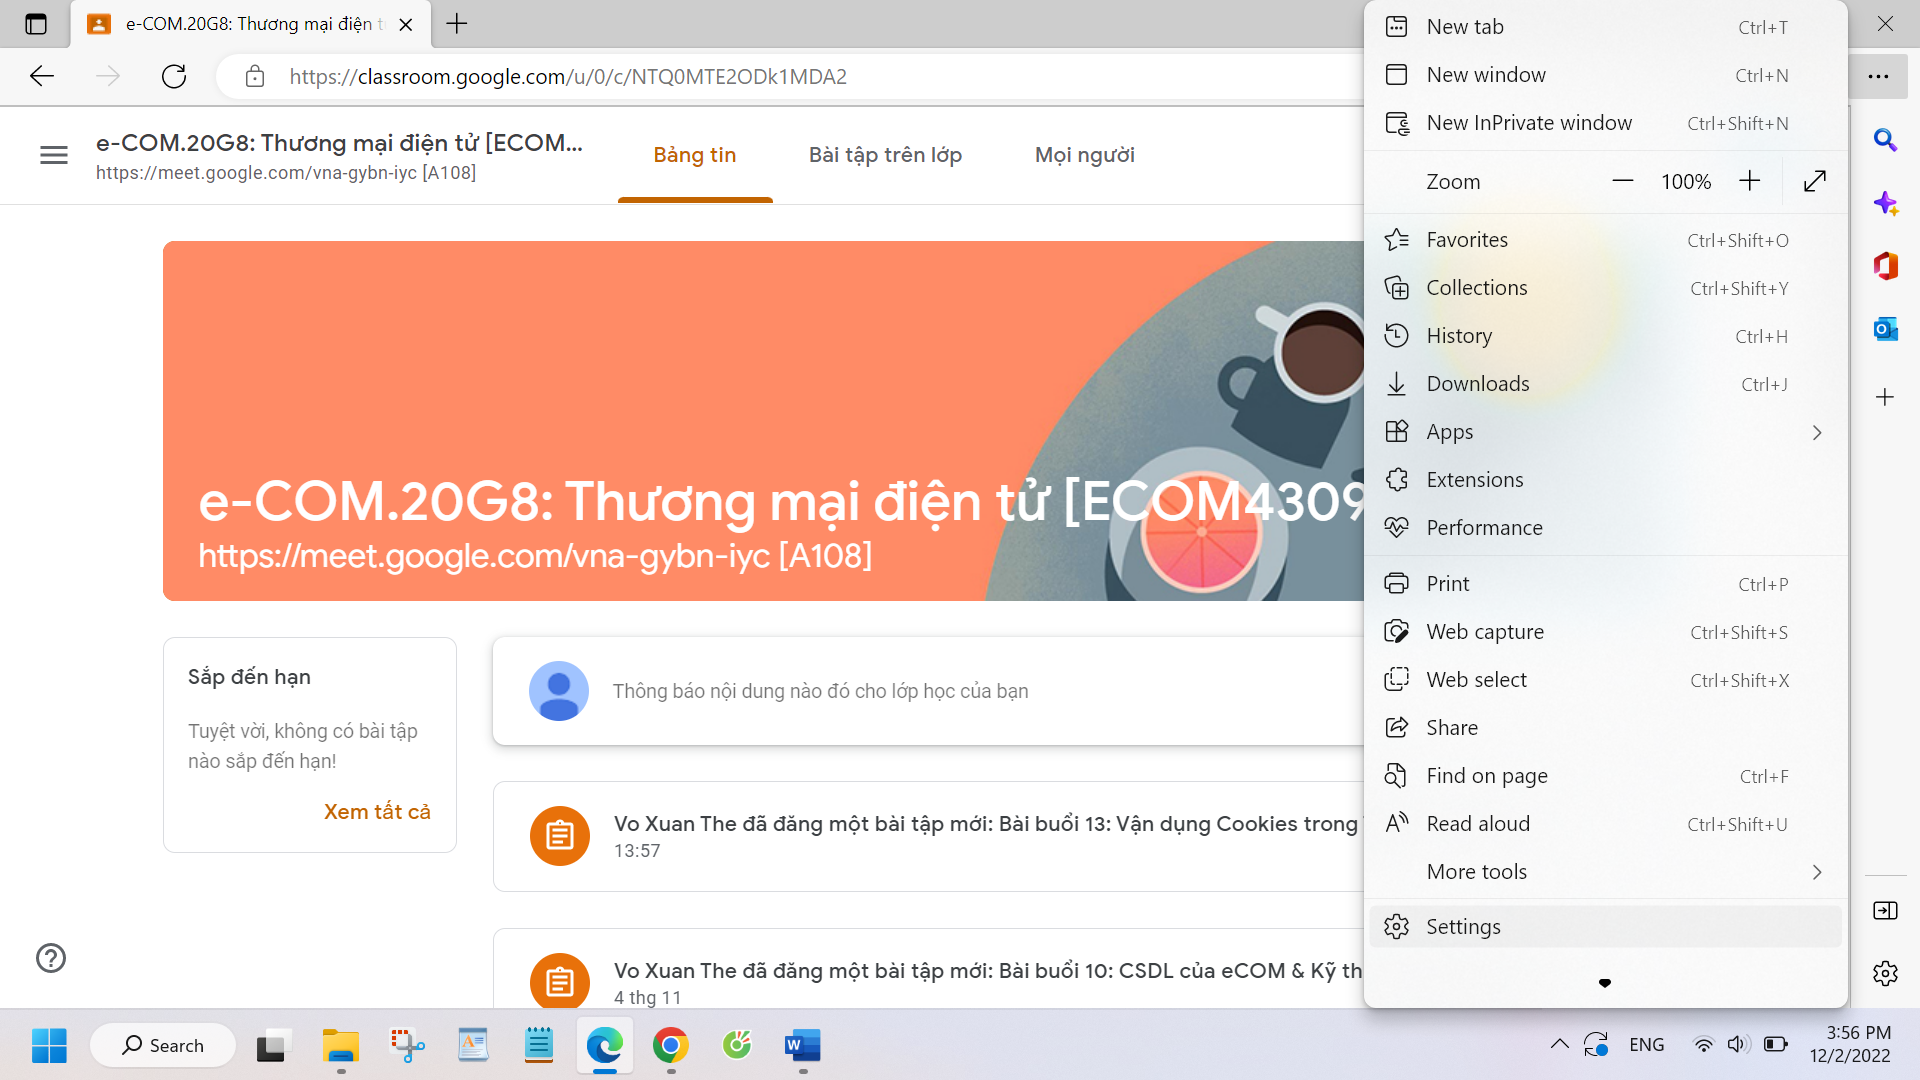 e-COM.20G8: Thương mại điện t
https://classroom.google.com/u/0/c/NTQ0MTE2ODk1MDA2
e-COM.20G8: Thương mại điện tử [ECOM...
https://meet.google.com/vna-gybn-iyc [A108]
Bảng tin
Bài tập trên lớp
Mọi người
e-COM.20G8: Thương mại điện tử [ECOM4309
https://meet.google.com/vna-gybn-iyc [A108]
Sắp đến hạn
Tuyệt vời, không có bài tập
nào sắp đến hạn!
Xem tất cả
Thông báo nội dung nào đó cho lớp học của bạn
Vo Xuan The đã đăng một bài tập mới: Bài buổi 13: Vận dụng Cookies trong
13:57
Vo Xuan The đã đăng một bài tập mới: Bài buổi 10: CSDL của eCOM & Kỹ th
4 thg 11
New tab Ctrl+T
New window Ctrl+N
New InPrivate window Ctrl+Shift+N
Zoom 100%
Favorites Ctrl+Shift+O
Collections Ctrl+Shift+Y
History Ctrl+H
Downloads Ctrl+J
Apps
Extensions
Performance
Print Ctrl+P
Web capture Ctrl+Shift+S
Web select Ctrl+Shift+X
Share
Find on page Ctrl+F
Read aloud Ctrl+Shift+U
More tools
Settings
Search
ENG
3:56 PM
12/2/2022